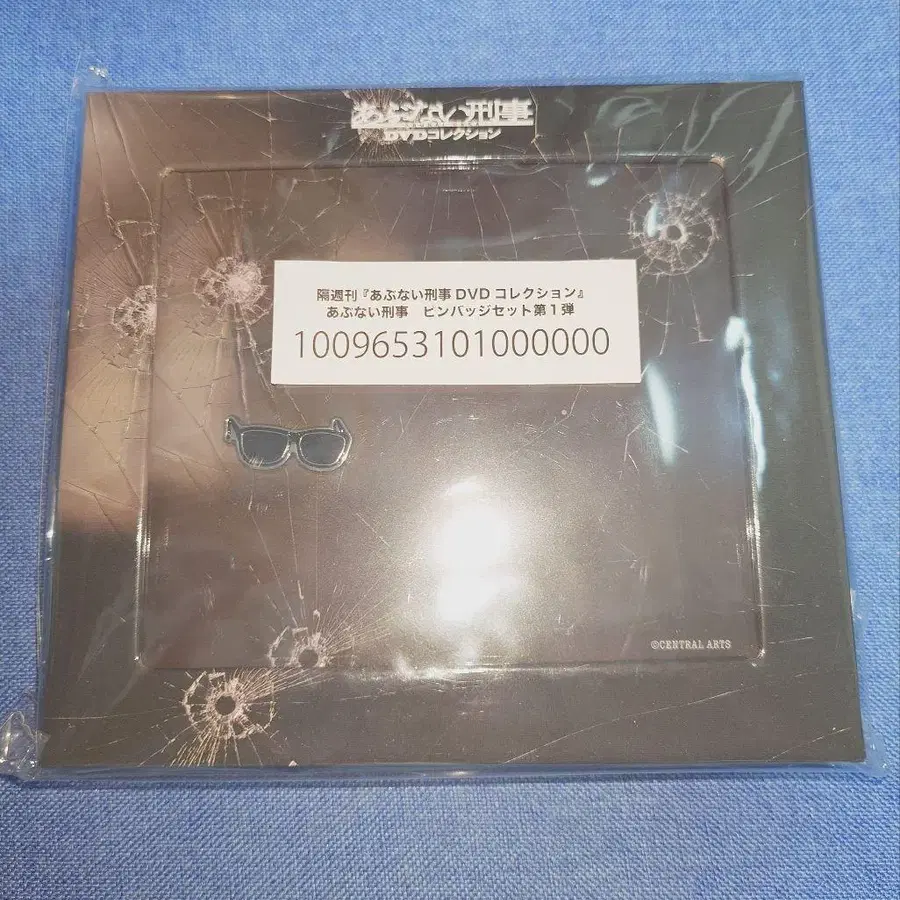 あぶない刑事
DVDコレクション
隔週刊『あぶない刑事 DVD コレクション』
あぶない刑事　ピンバッジセット第1弾
1009653101000000
©CENTRAL ARTS